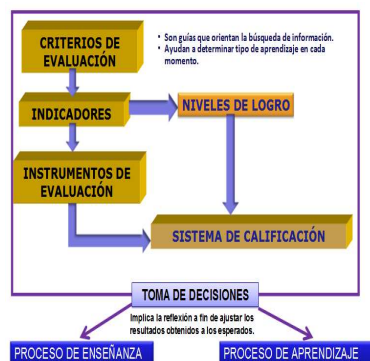 CRITERIOS DE
EVALUACIÓN
• Son guías que orientan la búsqueda de información.
• Ayudan a determinar tipo de aprendizaje en cada
momento.
INDICADORES
NIVELES DE LOGRO
INSTRUMENTOS DE
EVALUACIÓN
SISTEMA DE CALIFICACIÓN
TOMA DE DECISIONES
Implica la reflexión a fin de ajustar los
resultados obtenidos a los esperados.
PROCESO DE ENSEÑANZA
PROCESO DE APRENDIZAJE